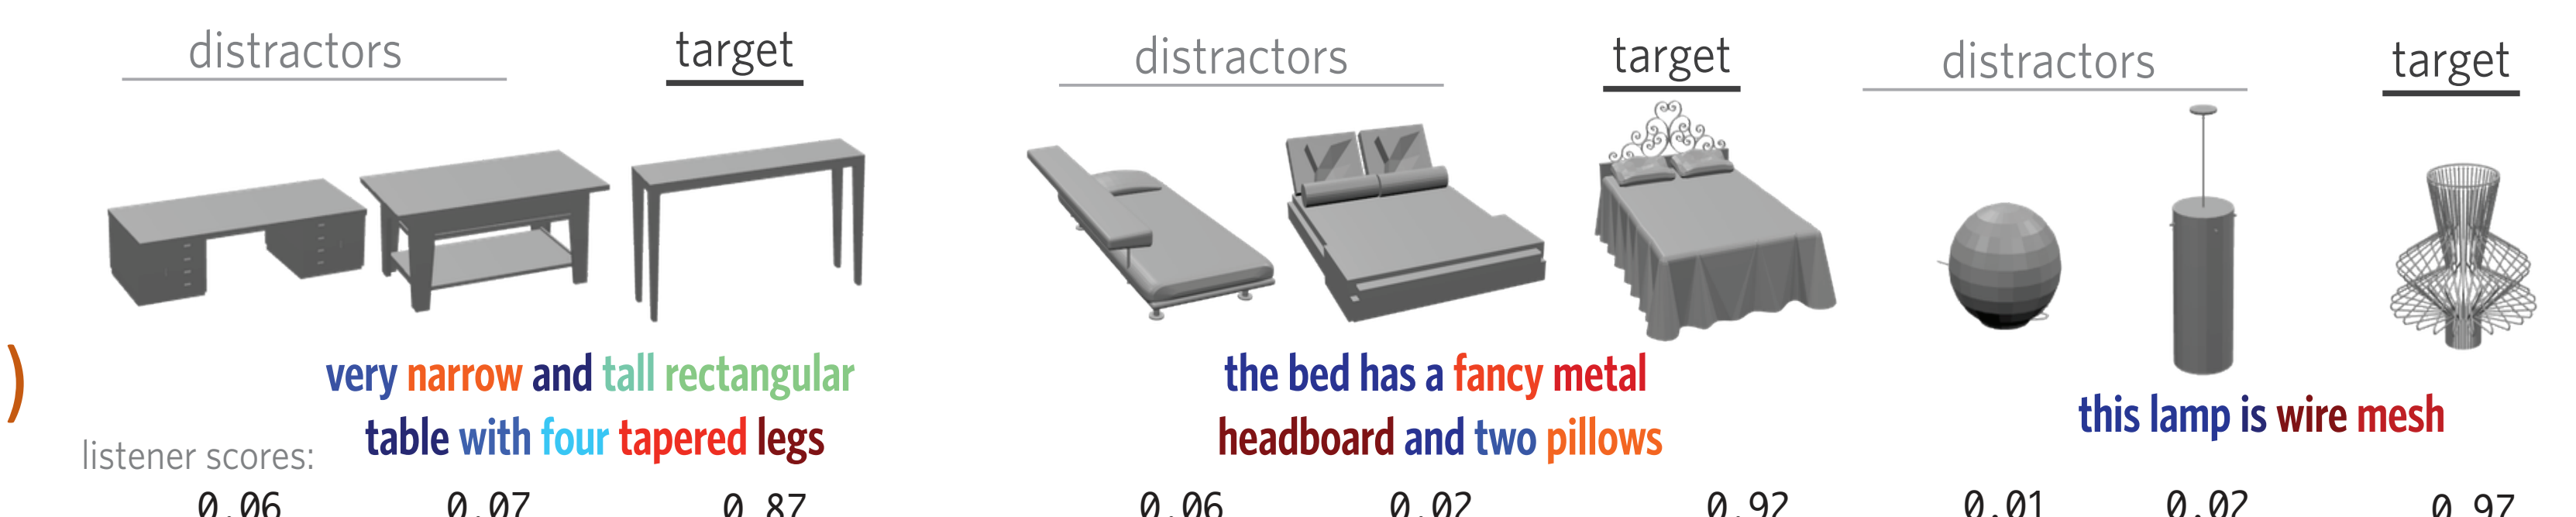 distractors target
distractors target
distractors target
)
very narrow and tall rectangular
table with four tapered legs
the bed has a fancy metal
headboard and two pillows
this lamp is wire mesh
listener scores:
0.06 0.07 0.87
0.06 0.02 0.92
0.01 0.02 0.97